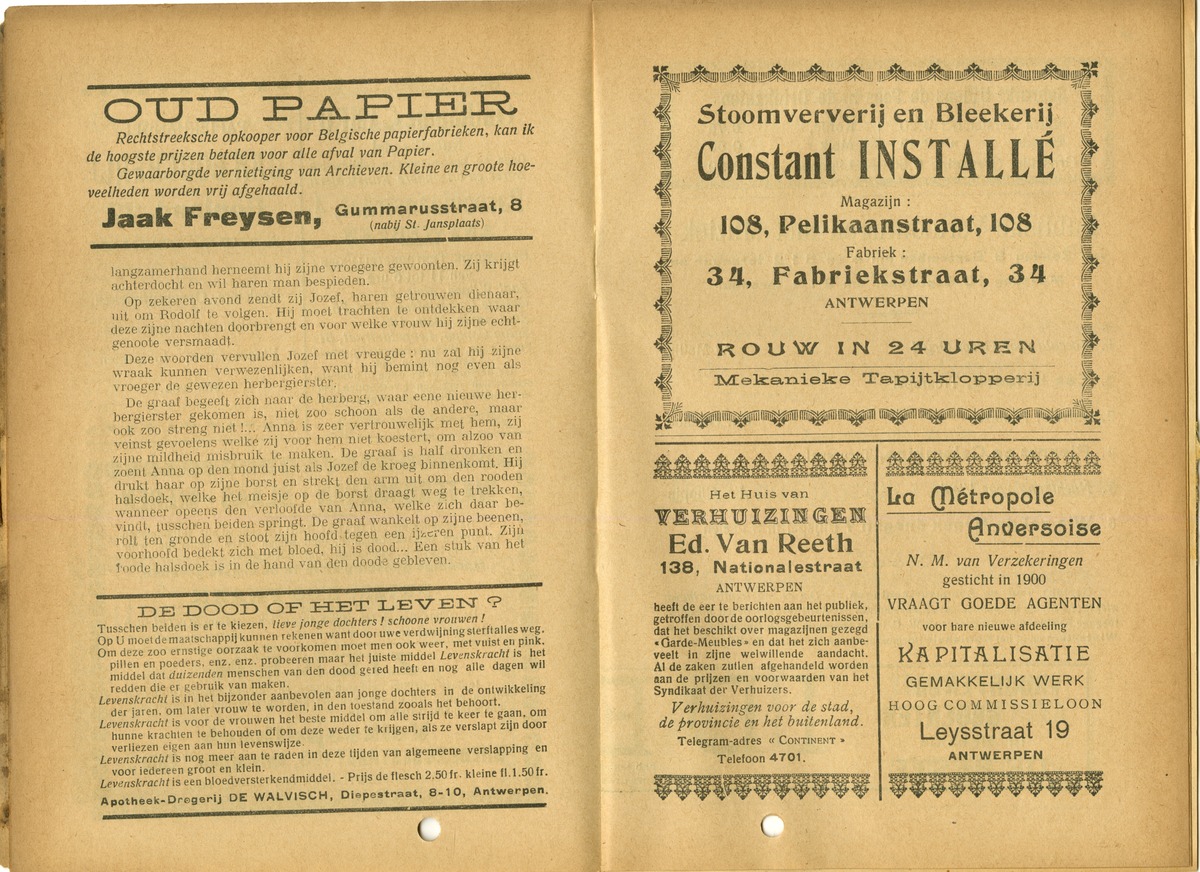 OUD PAPIER
Rechtstreeksche opkooper voor Belgische papierfabrieken, kan ik
de hoogste prijzen betalen voor alle afval van Papier.
Gewaarborgde vernietiging van Archieven. Kleine en groote hoe-
veelheden worden vrij afgehaald.
Jaak Freysen, Gummarusstraat, 8
(nabij St. Jansplaats)
langzamerhand herneemt hij zijne vroegere gewoonten. Zij krijgt
achterdocht en wil haren man bespieden.
Op zekeren avond zendt zij Jozef, haren getrouwen dienaar,
uit om Rodolf te volgen. Hij moet trachten te ontdekken waar
deze zijne nachten doorbrengt en voor welke vrouw hij zijne echt-
genoote versmaadt.
Deze woorden vervullen Jozef met vreugde : nu zal hij zijne
wraak kunnen verwezenlijken, want hij bemint nog even als
vroeger de gewezen herbergierster.
De graaf begeeft zich naar de herberg, waar eene nieuwe her-
bergierster gekomen is, niet zoo schoon als de andere, maar
ook zoo streng niet !... Anna is zeer vertrouwelijk met hem, zij
veinst gevoelens welke zij voor hem niet koestert, om alzoo van
zijne mildheid misbruik te maken. De graaf is half dronken en
zoent Anna op den mond juist als Jozef de kroeg binnenkomt. Hij
drukt haar op zijne borst en strekt den arm uit om den rooden
halsdoek, welke het meisje op de borst draagt weg te trekken,
wanneer opeens den verloofde van Anna, welke zich daar be-
vindt, tusschen beiden springt. De graaf wankelt op zijne beenen,
rolt ten gronde en stoot zijn hoofd tegen een ijzeren punt. Zijn
voorhoofd bedekt zich met bloed, hij is dood... Een stuk van het
roode halsdoek is in de hand van den doode gebleven.
DE DOOD OF HET LEVEN ?
Tusschen beiden is er te kiezen, lieve jonge dochters ! schoone vrouwen !
Op U moet de maatschappij kunnen rekenen want door uwe verdwijning sterft alles weg.
Om deze zoo ernstige oorzaak te voorkomen moet men ook weer, met vuist en pink,
pillen en poeders, enz. enz. probeeren maar het juiste middel Levenskracht is het
middel dat duizenden menschen van den dood gered heeft en nog alle dagen wil
redden die er gebruik van maken.
Levenskracht is in het bijzonder aanbevolen aan jonge dochters in de ontwikkeling
der jaren, om later vrouw te worden, in den toestand zooals het behoort.
Levenskracht is voor de vrouwen het beste middel om alle strijd te keer te gaan, om
hunne krachten te behouden of om deze weder te krijgen, als ze verslapt zijn door
verliezen eigen aan hun levenswijze.
Levenskracht is nog meer aan te raden in deze tijden van algemeene verslapping en
voor iedereen groot en klein.
Levenskracht is een bloedversterkendmiddel. - Prijs de flesch 2.50 fr. kleine fl. 1.50 fr.
Apotheek-Drogerij DE WALVISCH, Diepestraat, 8-10, Antwerpen.
Stoomververij en Bleekerij
Constant INSTALLÉ
Magazijn :
108, Pelikaanstraat, 108
Fabriek :
34, Fabriekstraat, 34
ANTWERPEN
ROUW IN 24 UREN
Mekanieke Tapijtklopperij
Het Huis van
VERHUIZINGEN
Ed. Van Reeth
138, Nationalestraat
ANTWERPEN
heeft de eer te berichten aan het publiek,
getroffen door de oorlogsgebeurtenissen,
dat het beschikt over magazijnen gezegd
«Garde-Meubles» en dat het zich aanbe-
veelt in zijne welwillende aandacht.
Al de zaken zullen afgehandeld worden
aan de prijzen en voorwaarden van het
Syndikaat der Verhuizers.
Verhuizingen voor de stad,
de provincie en het buitenland.
Telegram-adres « CONTINENT »
Telefoon 4701.
La Métropole
Anversoise
N. M. van Verzekeringen
gesticht in 1900
VRAAGT GOEDE AGENTEN
voor hare nieuwe afdeeling
KAPITALISATIE
GEMAKKELIJK WERK
HOOG COMMISSIELOON
Leysstraat 19
ANTWERPEN